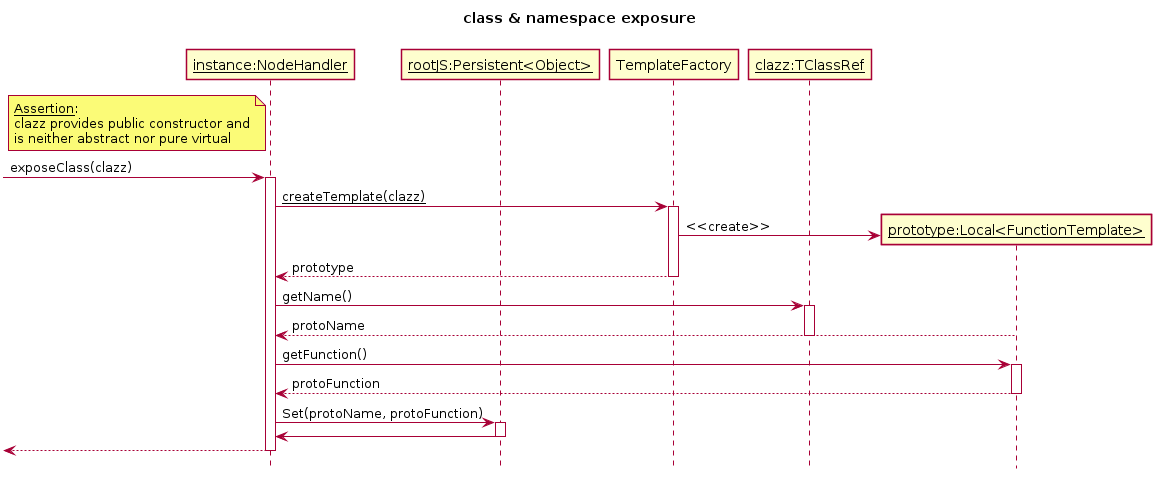 class & namespace exposure
instance:NodeHandler
rootJS:Persistent<Object>
TemplateFactory
clazz:TClassRef
Assertion:
clazz provides public constructor and
is neither abstract nor pure virtual
exposeClass(clazz)
createTemplate(clazz)
<<create>>
prototype:Local<FunctionTemplate>
prototype
getName()
protoName
getFunction()
protoFunction
Set(protoName, protoFunction)